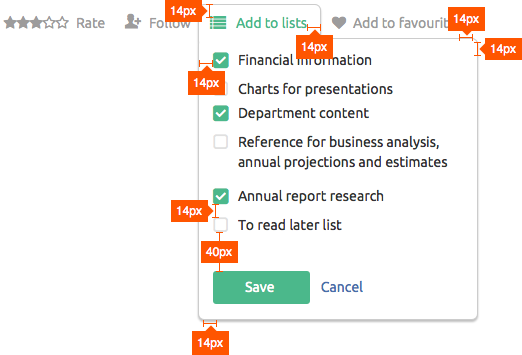 14px
Rate
Follow
Add to lists
Add to favourit
14px
14px
14px
Financial information
14px
Charts for presentations
Department content
Reference for business analysis,
annual projections and estimates
Annual report research
14px
To read later list
40px
Save
Cancel
14px